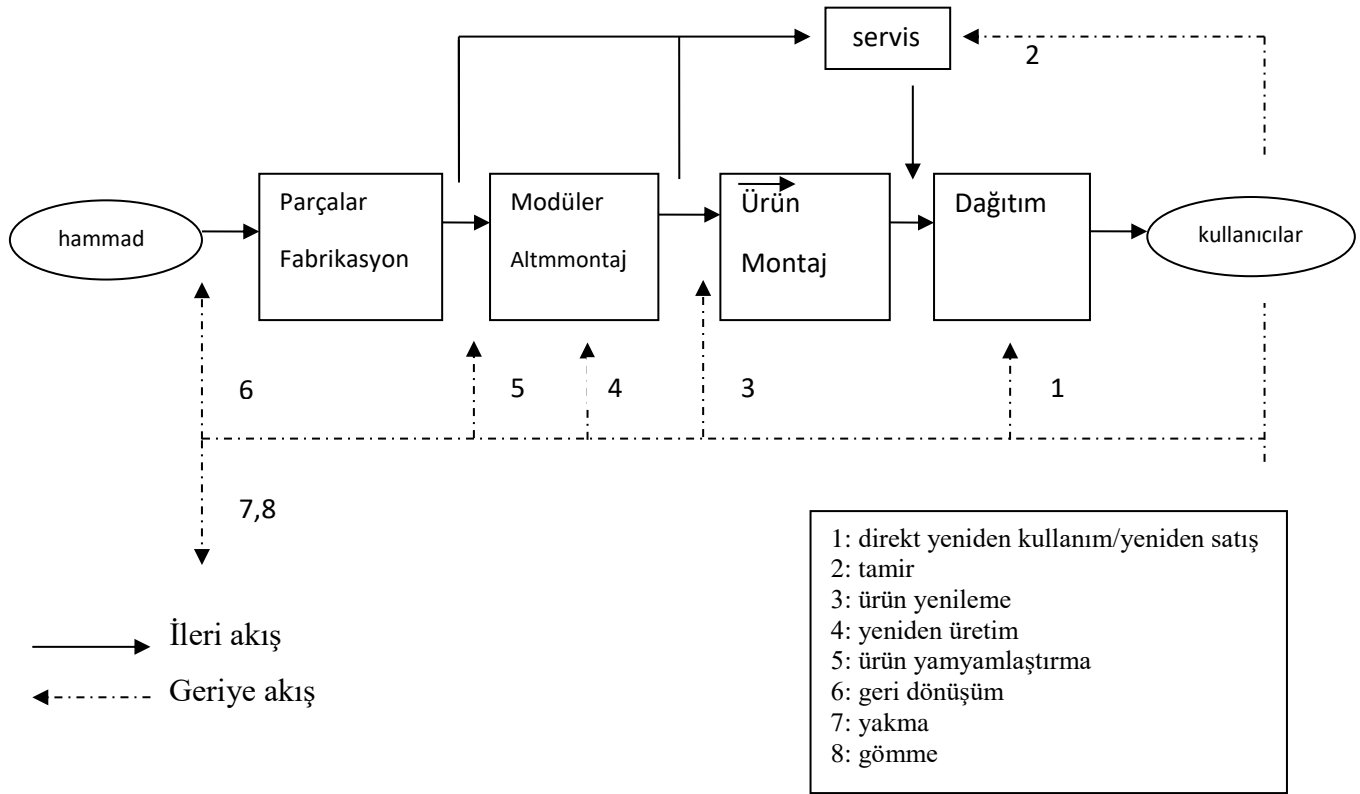 servis
2
hammad
Parçalar
Fabrikasyon
Modüler
Altmmontaj
Ürün
Montaj
Dağıtım
kullanıcılar
6
5
4
3
1
7,8
1: direkt yeniden kullanım/yeniden satış
2: tamir
3: ürün yenileme
4: yeniden üretim
5: ürün yamyamlaştırma
6: geri dönüşüm
7: yakma
8: gömme
İleri akış
Geriye akış